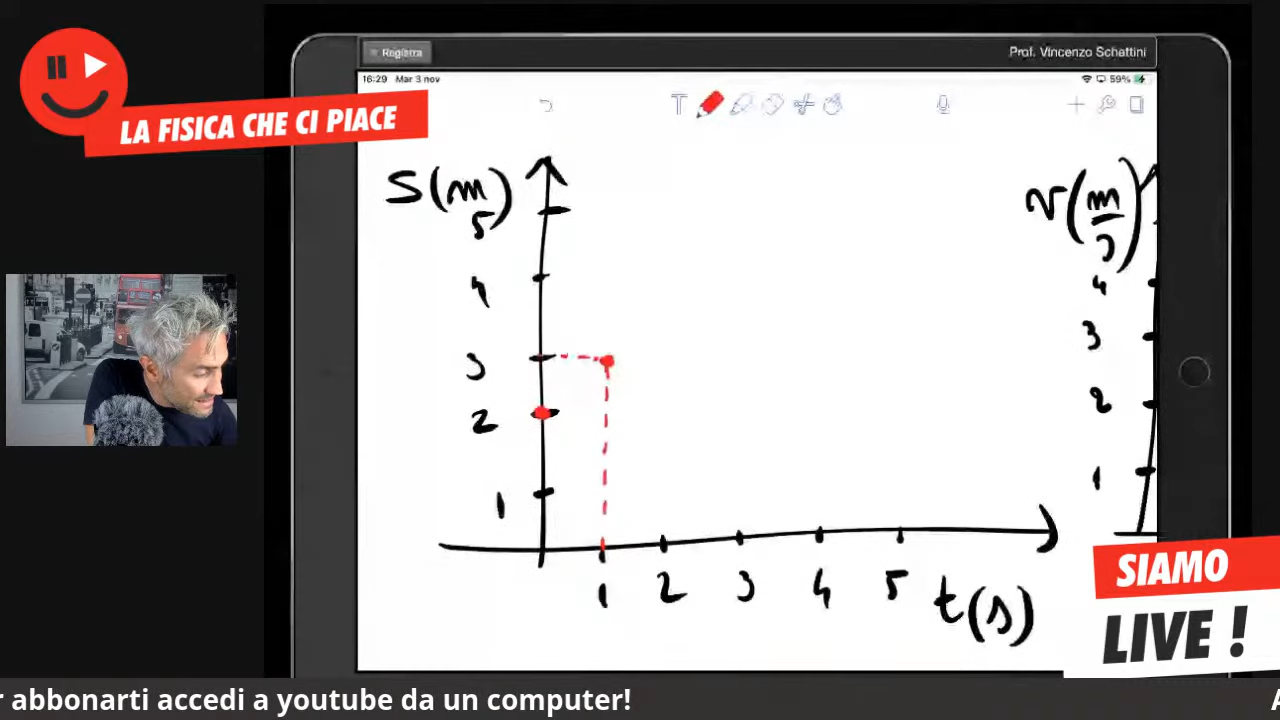 Registra
Prof. Vincenzo Schettini
16:29 Mar 3 nov
59%
LA FISICA CHE CI PIACE
T
S(m)
5
4
3
2
1
1 2 3 4 5 t(s)
v(m/s)
4
3
2
1
SIAMO
LIVE !
abbonarti accedi a youtube da un computer!